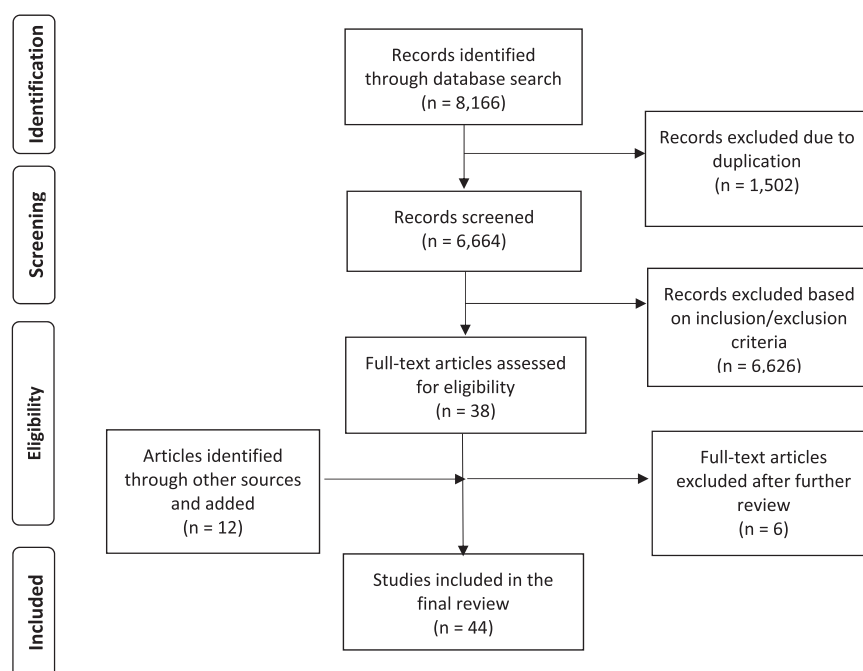 Identification
Records identified
through database search
(n = 8,166)
Records excluded due to
duplication
(n = 1,502)
Screening
Records screened
(n = 6,664)
Records excluded based
on inclusion/exclusion
criteria
(n = 6,626)
Eligibility
Full-text articles assessed
for eligibility
(n = 38)
Articles identified
through other sources
and added
(n = 12)
Full-text articles
excluded after further
review
(n = 6)
Included
Studies included in the
final review
(n = 44)